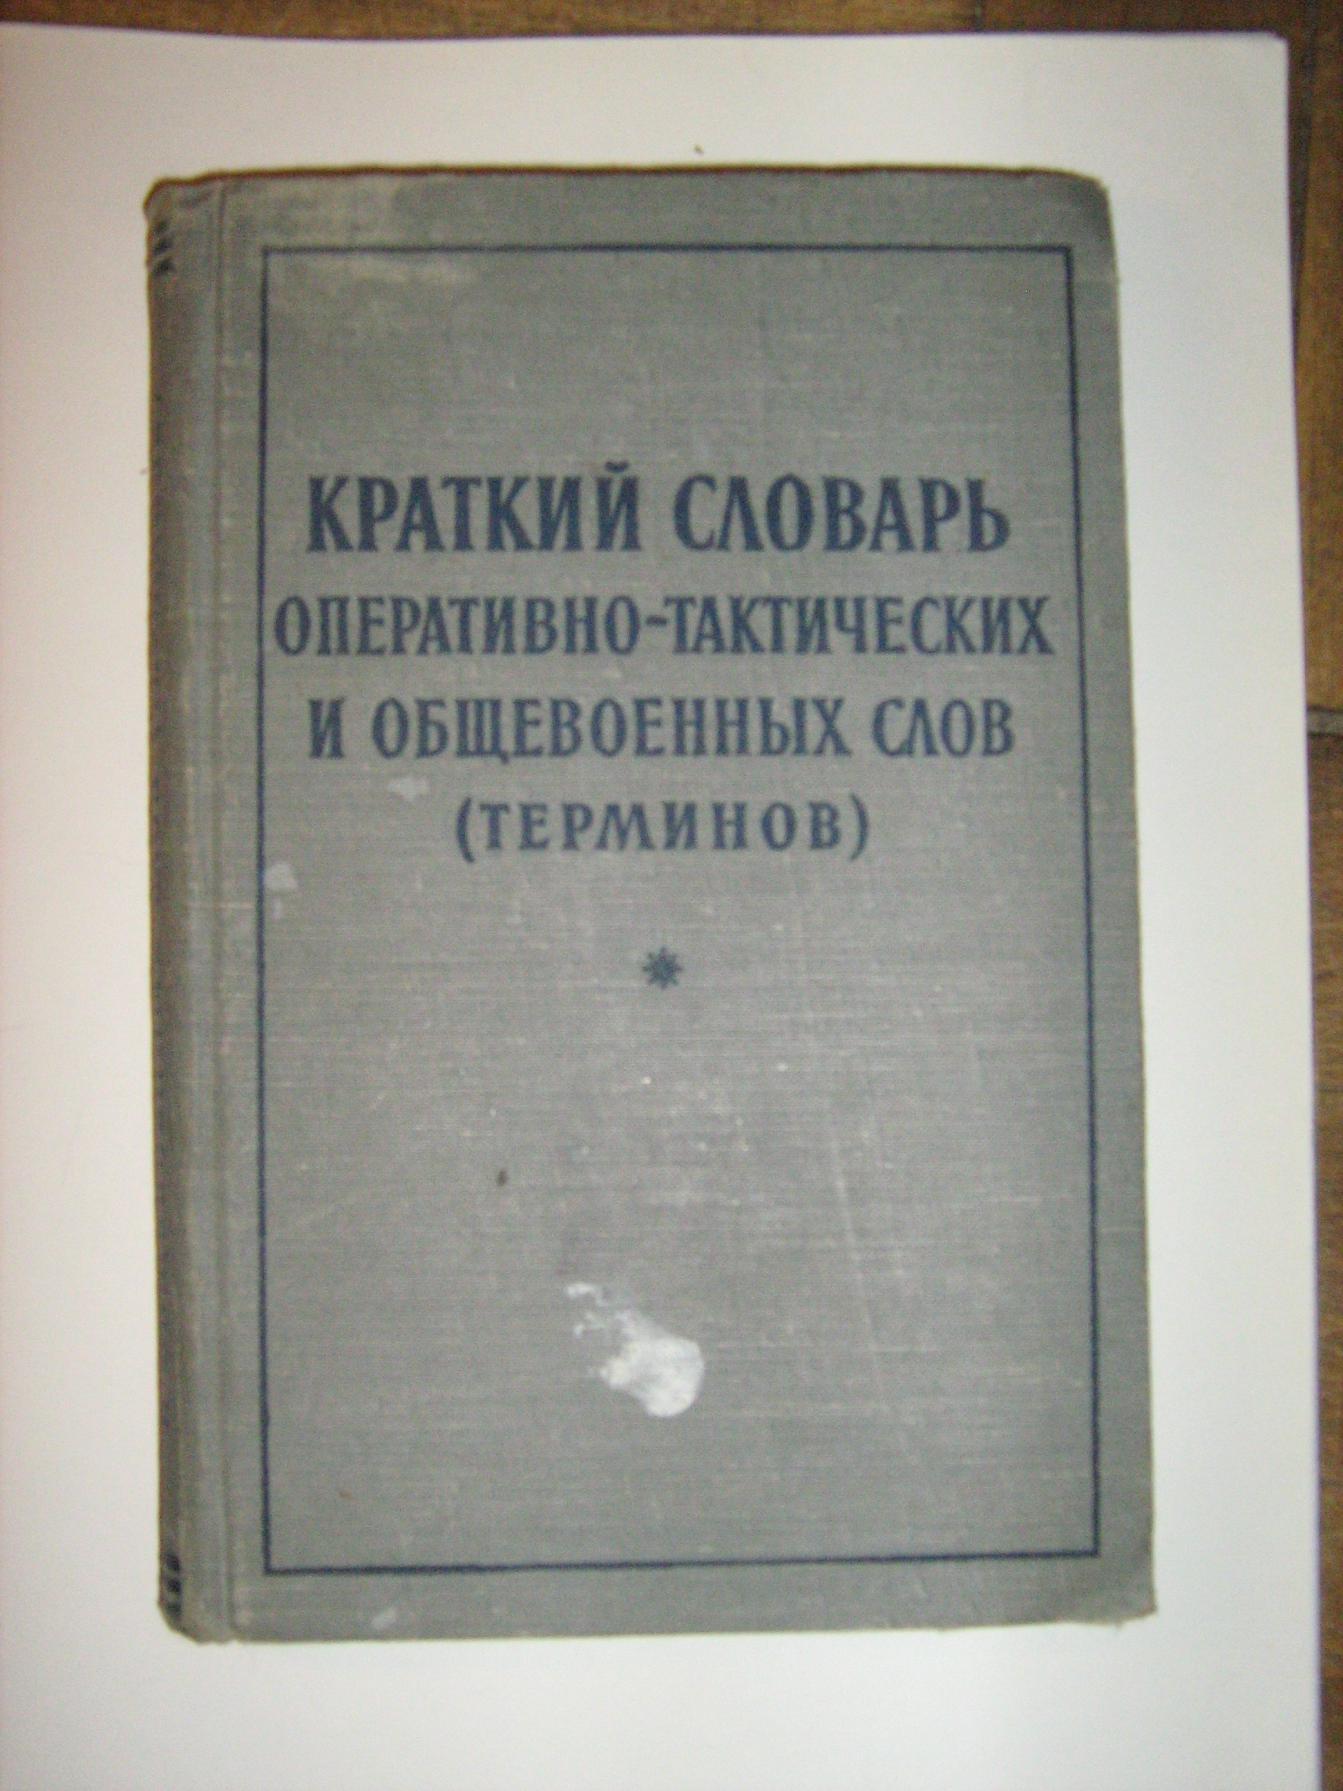 КРАТКИЙ СЛОВАРЬ
ОПЕРАТИВНО-ТАКТИЧЕСКИХ
И ОБЩЕВОЕННЫХ СЛОВ
(ТЕРМИНОВ)